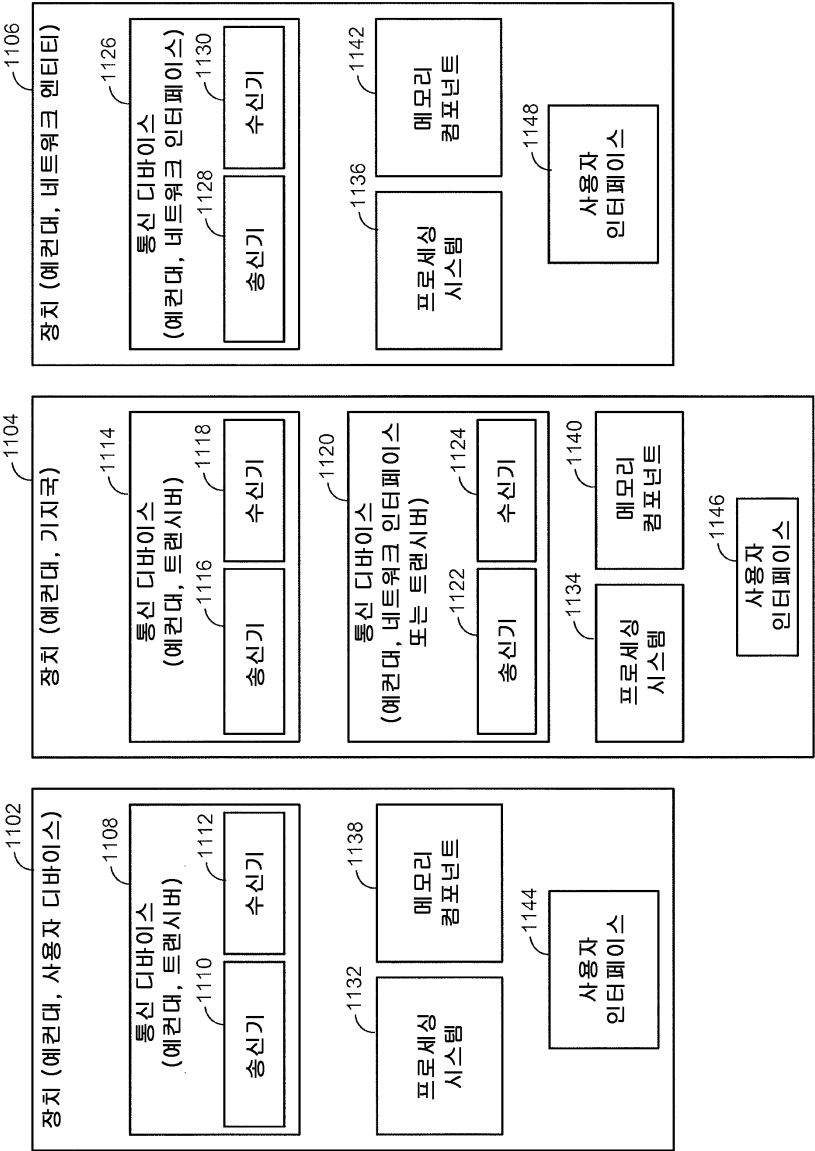 1102
장치 (예컨대, 사용자 디바이스)
1108
통신 디바이스
(예컨대, 트랜시버)
1110
1112
송신기
수신기
1132
1138
프로세싱
시스템
메모리
컴포넌트
1144
사용자
인터페이스
1104
장치 (예컨대, 기지국)
1114
통신 디바이스
(예컨대, 트랜시버)
1116
1118
송신기
수신기
1120
통신 디바이스
(예컨대, 네트워크 인터페이스
또는 트랜시버)
1122
1124
송신기
수신기
1134
1140
프로세싱
시스템
메모리
컴포넌트
1146
사용자
인터페이스
1106
장치 (예컨대, 네트워크 엔티티)
1126
통신 디바이스
(예컨대, 네트워크 인터페이스)
1128
1130
송신기
수신기
1136
1142
프로세싱
시스템
메모리
컴포넌트
1148
사용자
인터페이스